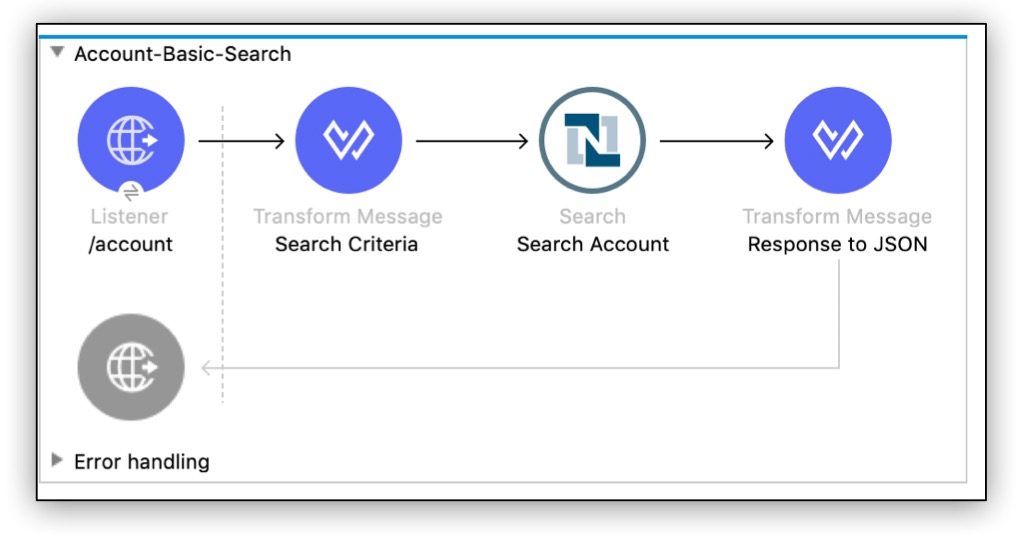 Account-Basic-Search
Listener
/account
Transform Message
Search Criteria
Search
Search Account
Transform Message
Response to JSON
Error handling